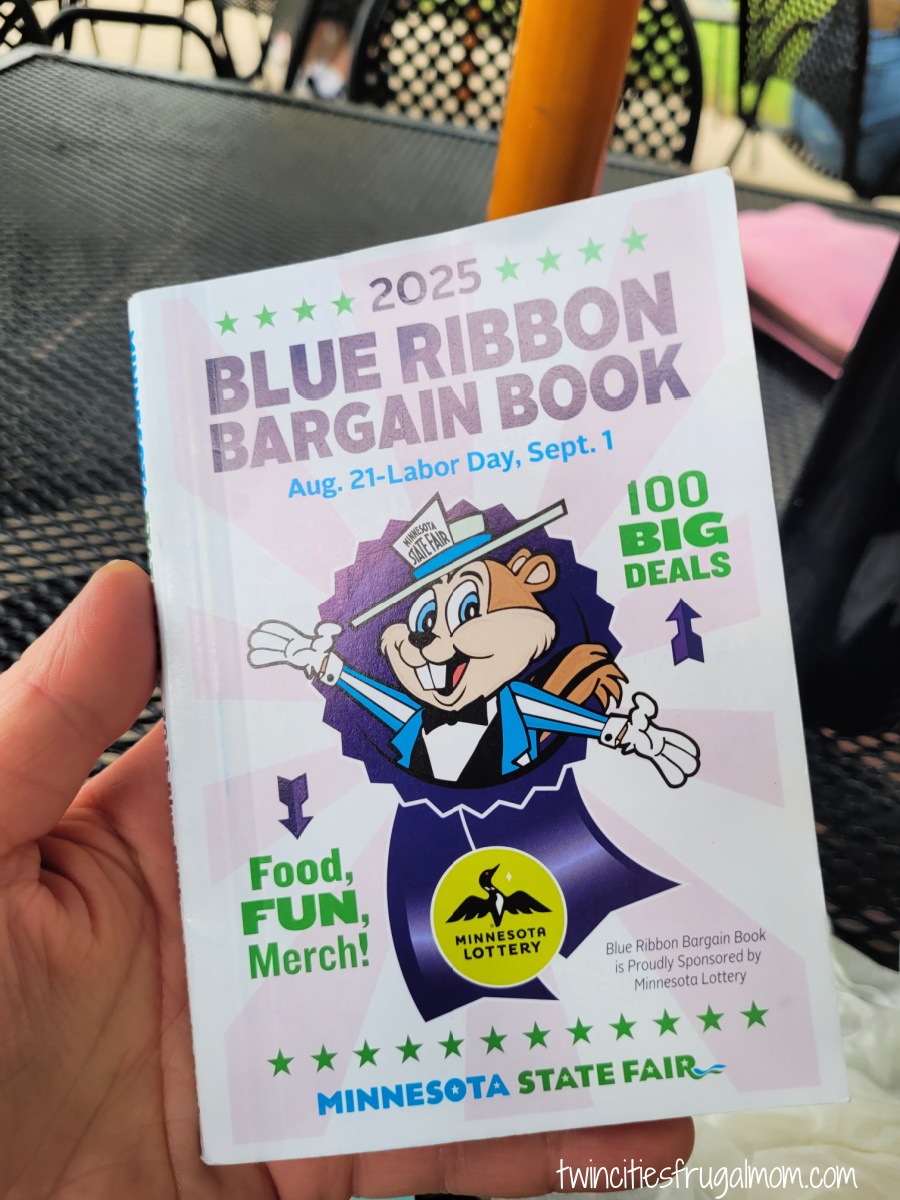 2025
BLUE RIBBON
BARGAIN BOOK
Aug. 21-Labor Day, Sept. 1
100
BIG
DEALS
MINNESOTA
STATE FAIR
Food,
FUN,
Merch!
MINNESOTA
LOTTERY
Blue Ribbon Bargain Book
is Proudly Sponsored by
Minnesota Lottery
MINNESOTA STATE FAIR
twincitiesfrugalmom.com